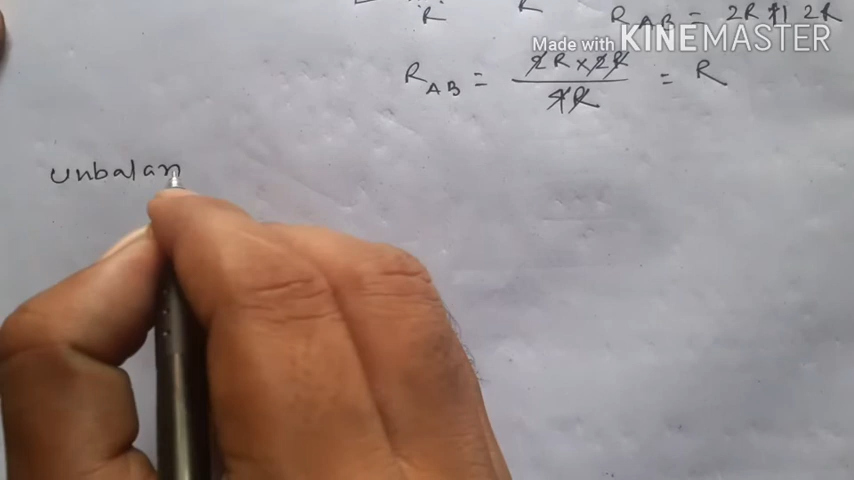 R R R_AB = 2R || 2R
Made with KINEMASTER
R_AB = 2R × 2R / 4R = R
Unbalan